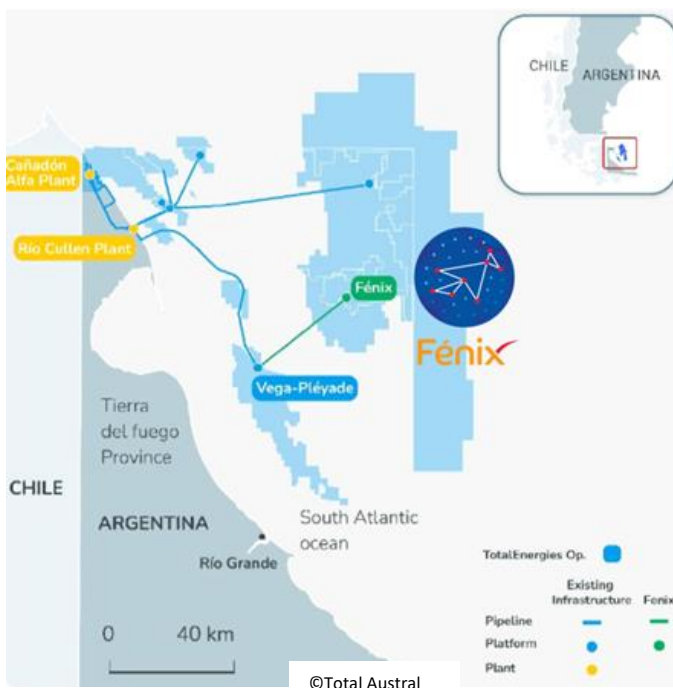 CHILE
ARGENTINA
Cañadón
Alfa Plant
Río Cullen Plant
Fénix
Fénix
Vega-Pléyade
Tierra
del fuego
Province
CHILE
ARGENTINA
South Atlantic
ocean
Río Grande
TotalEnergies Op.
Existing
Infrastructure Fenix
Pipeline
Platform
Plant
0 40 km
©Total Austral